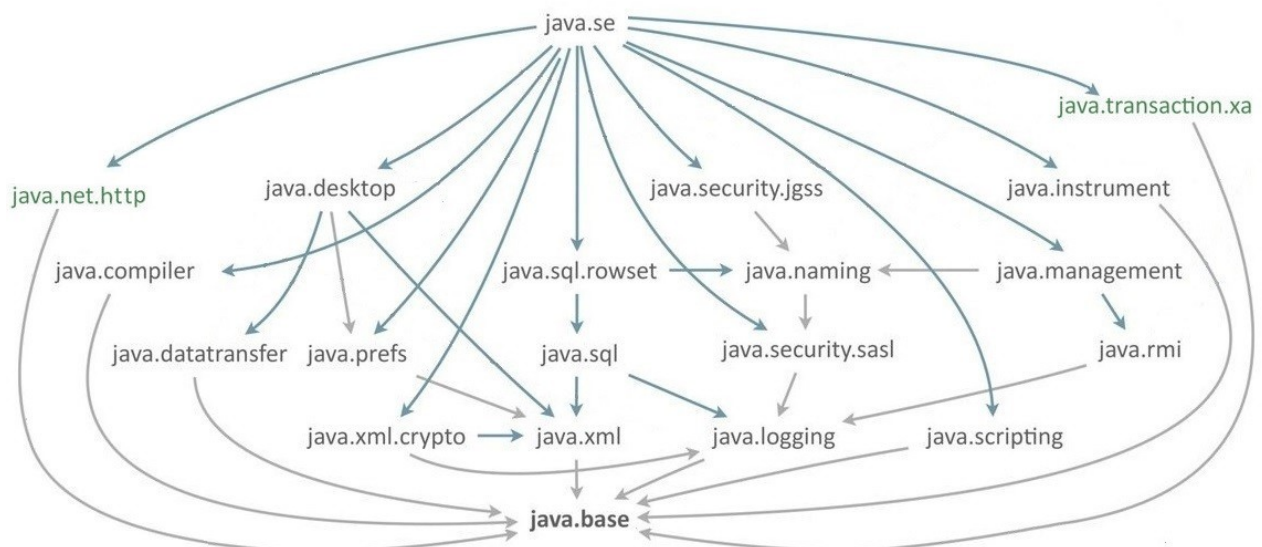 java.se
java.transaction.xa
java.net.http
java.desktop
java.security.jgss
java.instrument
java.compiler
java.sql.rowset
java.naming
java.management
java.datatransfer
java.prefs
java.sql
java.security.sasl
java.rmi
java.xml.crypto
java.xml
java.logging
java.scripting
java.base